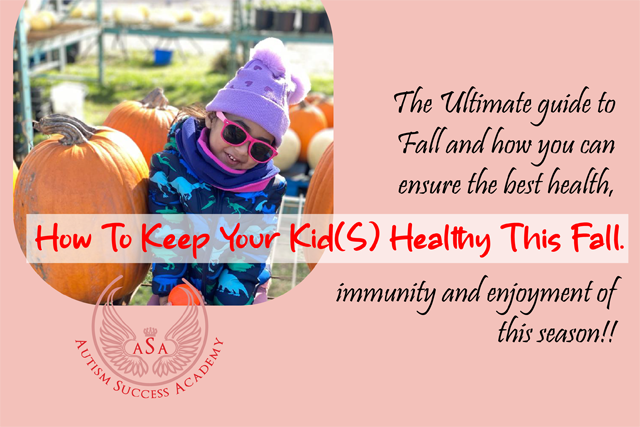 The Ultimate guide to
Fall and how you can
ensure the best health,
How To Keep Your Kid(S) Healthy This Fall.
immunity and enjoyment of
this season!!
aSa
Autism Success Academy